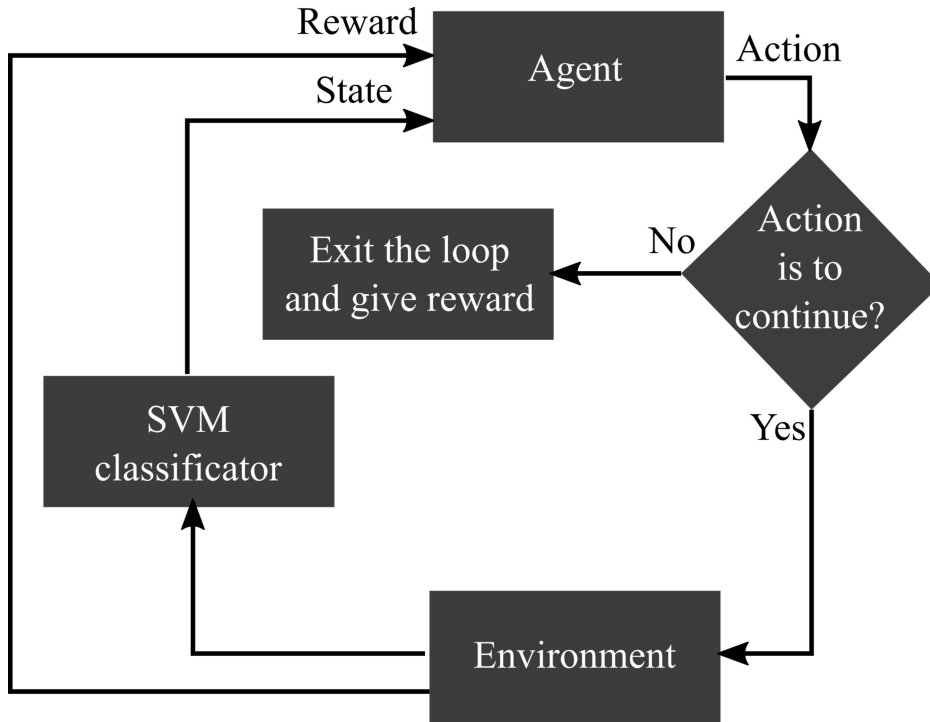 Reward
Agent
Action
State
Action
is to
continue?
No
Exit the loop
and give reward
SVM
classificator
Yes
Environment